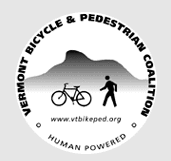 VERMONT BICYCLE & PEDESTRIAN COALITION
www.vtbikeped.org
HUMAN POWERED